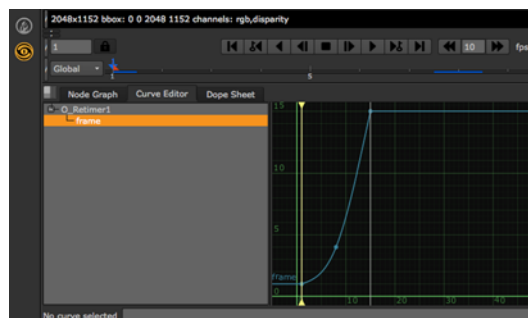 2048x1152 bbox: 0 0 2048 1152 channels: rgb,disparity
1
10
fps
Global
1
5
Node Graph
Curve Editor
Dope Sheet
O_Retimer1
frame
15
10
5
frame
0
10
20
30
40
No curve selected